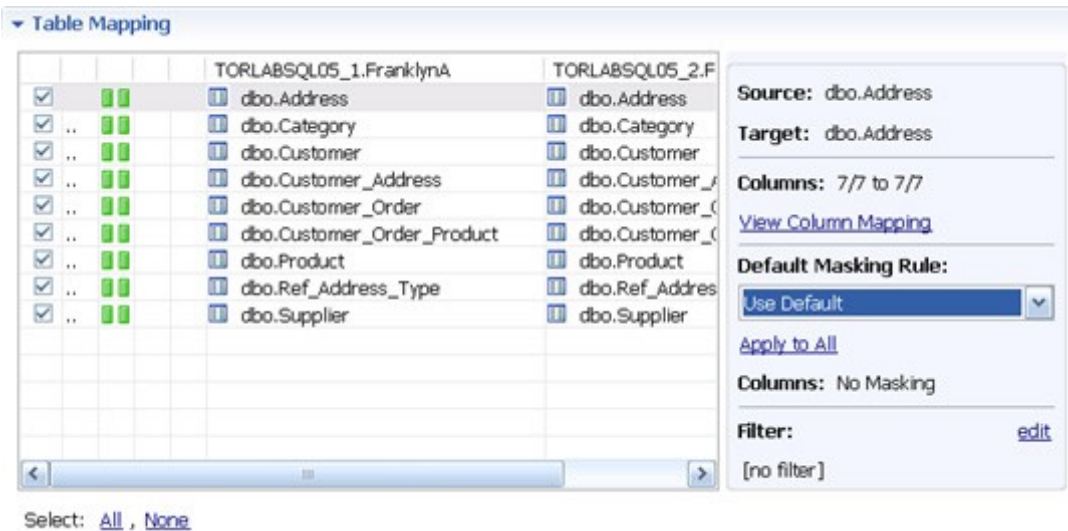 Table Mapping
TORLABSQL05_1.FranklynA TORLABSQL05_2.F
dbo.Address dbo.Address
.. dbo.Category dbo.Category
.. dbo.Customer dbo.Customer
.. dbo.Customer_Address dbo.Customer_A
.. dbo.Customer_Order dbo.Customer_(
.. dbo.Customer_Order_Product dbo.Customer_(
.. dbo.Product dbo.Product
.. dbo.Ref_Address_Type dbo.Ref_Addres
.. dbo.Supplier dbo.Supplier
Source: dbo.Address
Target: dbo.Address
Columns: 7/7 to 7/7
View Column Mapping
Default Masking Rule:
Use Default
Apply to All
Columns: No Masking
Filter: edit
[no filter]
Select: All , None